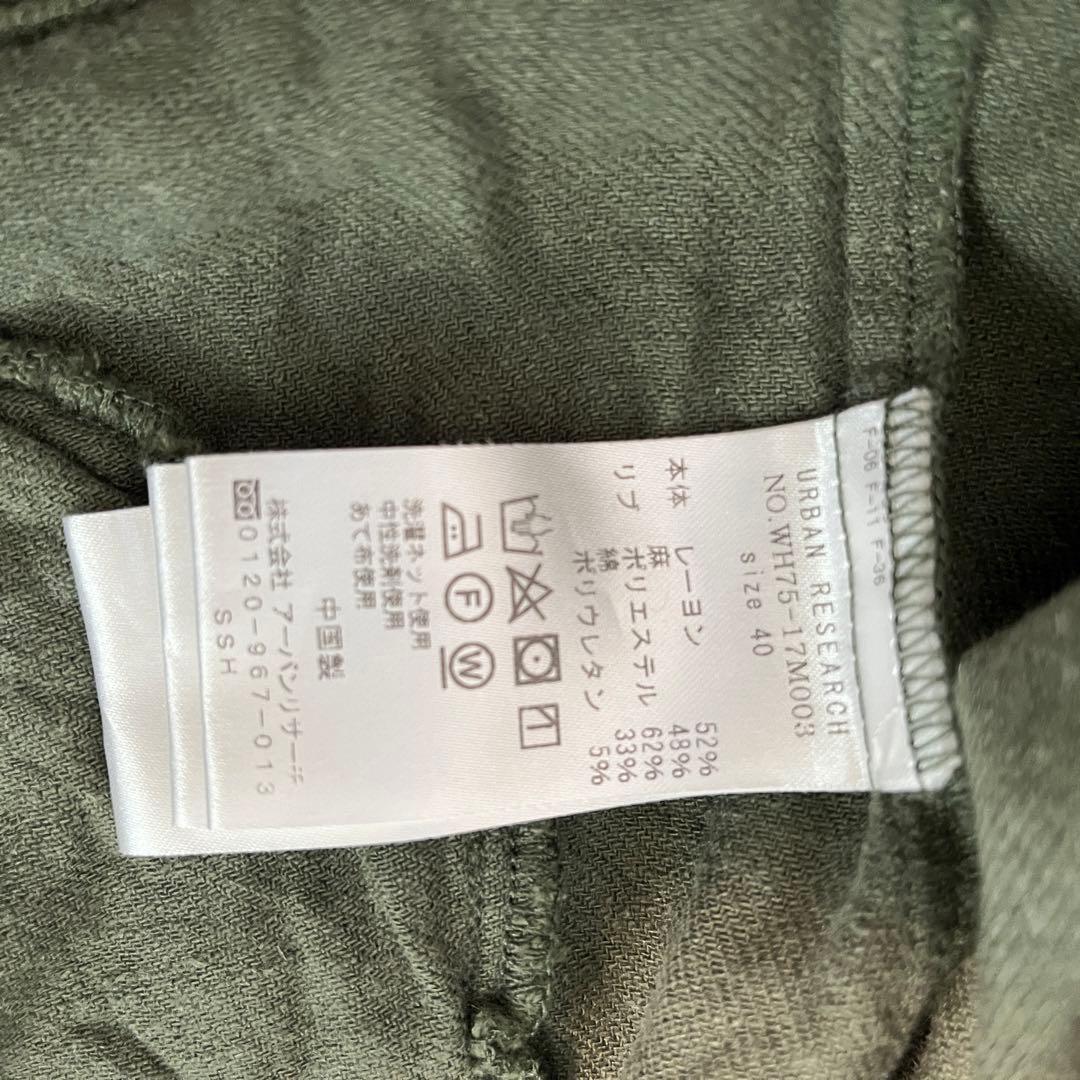 F-06 F-11 F-26
URBAN RESEARCH
NO.WH75-17M003
size 40
本体 レーヨン 52%
麻 48%
リブ ポリエステル 62%
綿 33%
ポリウレタン 5%
F W
1
洗濯ネット使用
中性洗剤使用
あて布使用
中国製
株式会社 アーバンリサーチ
0120-967-013
SSH